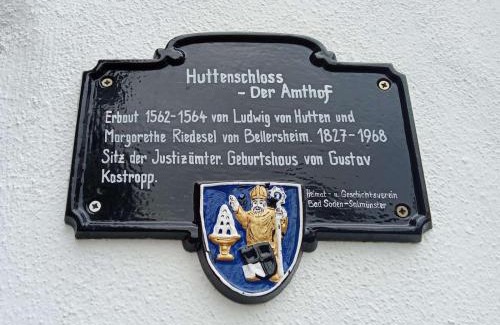 Huttenschloss
- Der Amthof
Erbaut 1562-1564 von Ludwig von Hutten und
Margorethe Riedesel von Bellersheim. 1827-1968
Sitz der Justizämter. Geburtshaus von Gustav
Kastropp.
Heimat- u. Geschichtsverein
Bad Soden-Salmünster